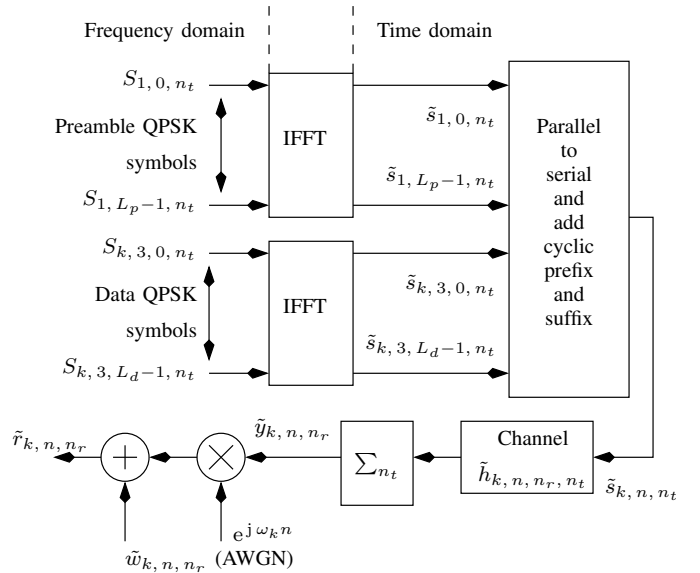 Frequency domain
Time domain
S_{1, 0, n_t}
Preamble QPSK
symbols
S_{1, L_p−1, n_t}
IFFT
s̃_{1, 0, n_t}
s̃_{1, L_p−1, n_t}
S_{k, 3, 0, n_t}
Data QPSK
symbols
S_{k, 3, L_d−1, n_t}
IFFT
s̃_{k, 3, 0, n_t}
s̃_{k, 3, L_d−1, n_t}
Parallel
to
serial
and
add
cyclic
prefix
and
suffix
r̃_{k, n, n_r}
ỹ_{k, n, n_r}
∑_{n_t}
Channel
h̃_{k, n, n_r, n_t}
s̃_{k, n, n_t}
e^{j ω_k n}
w̃_{k, n, n_r} (AWGN)